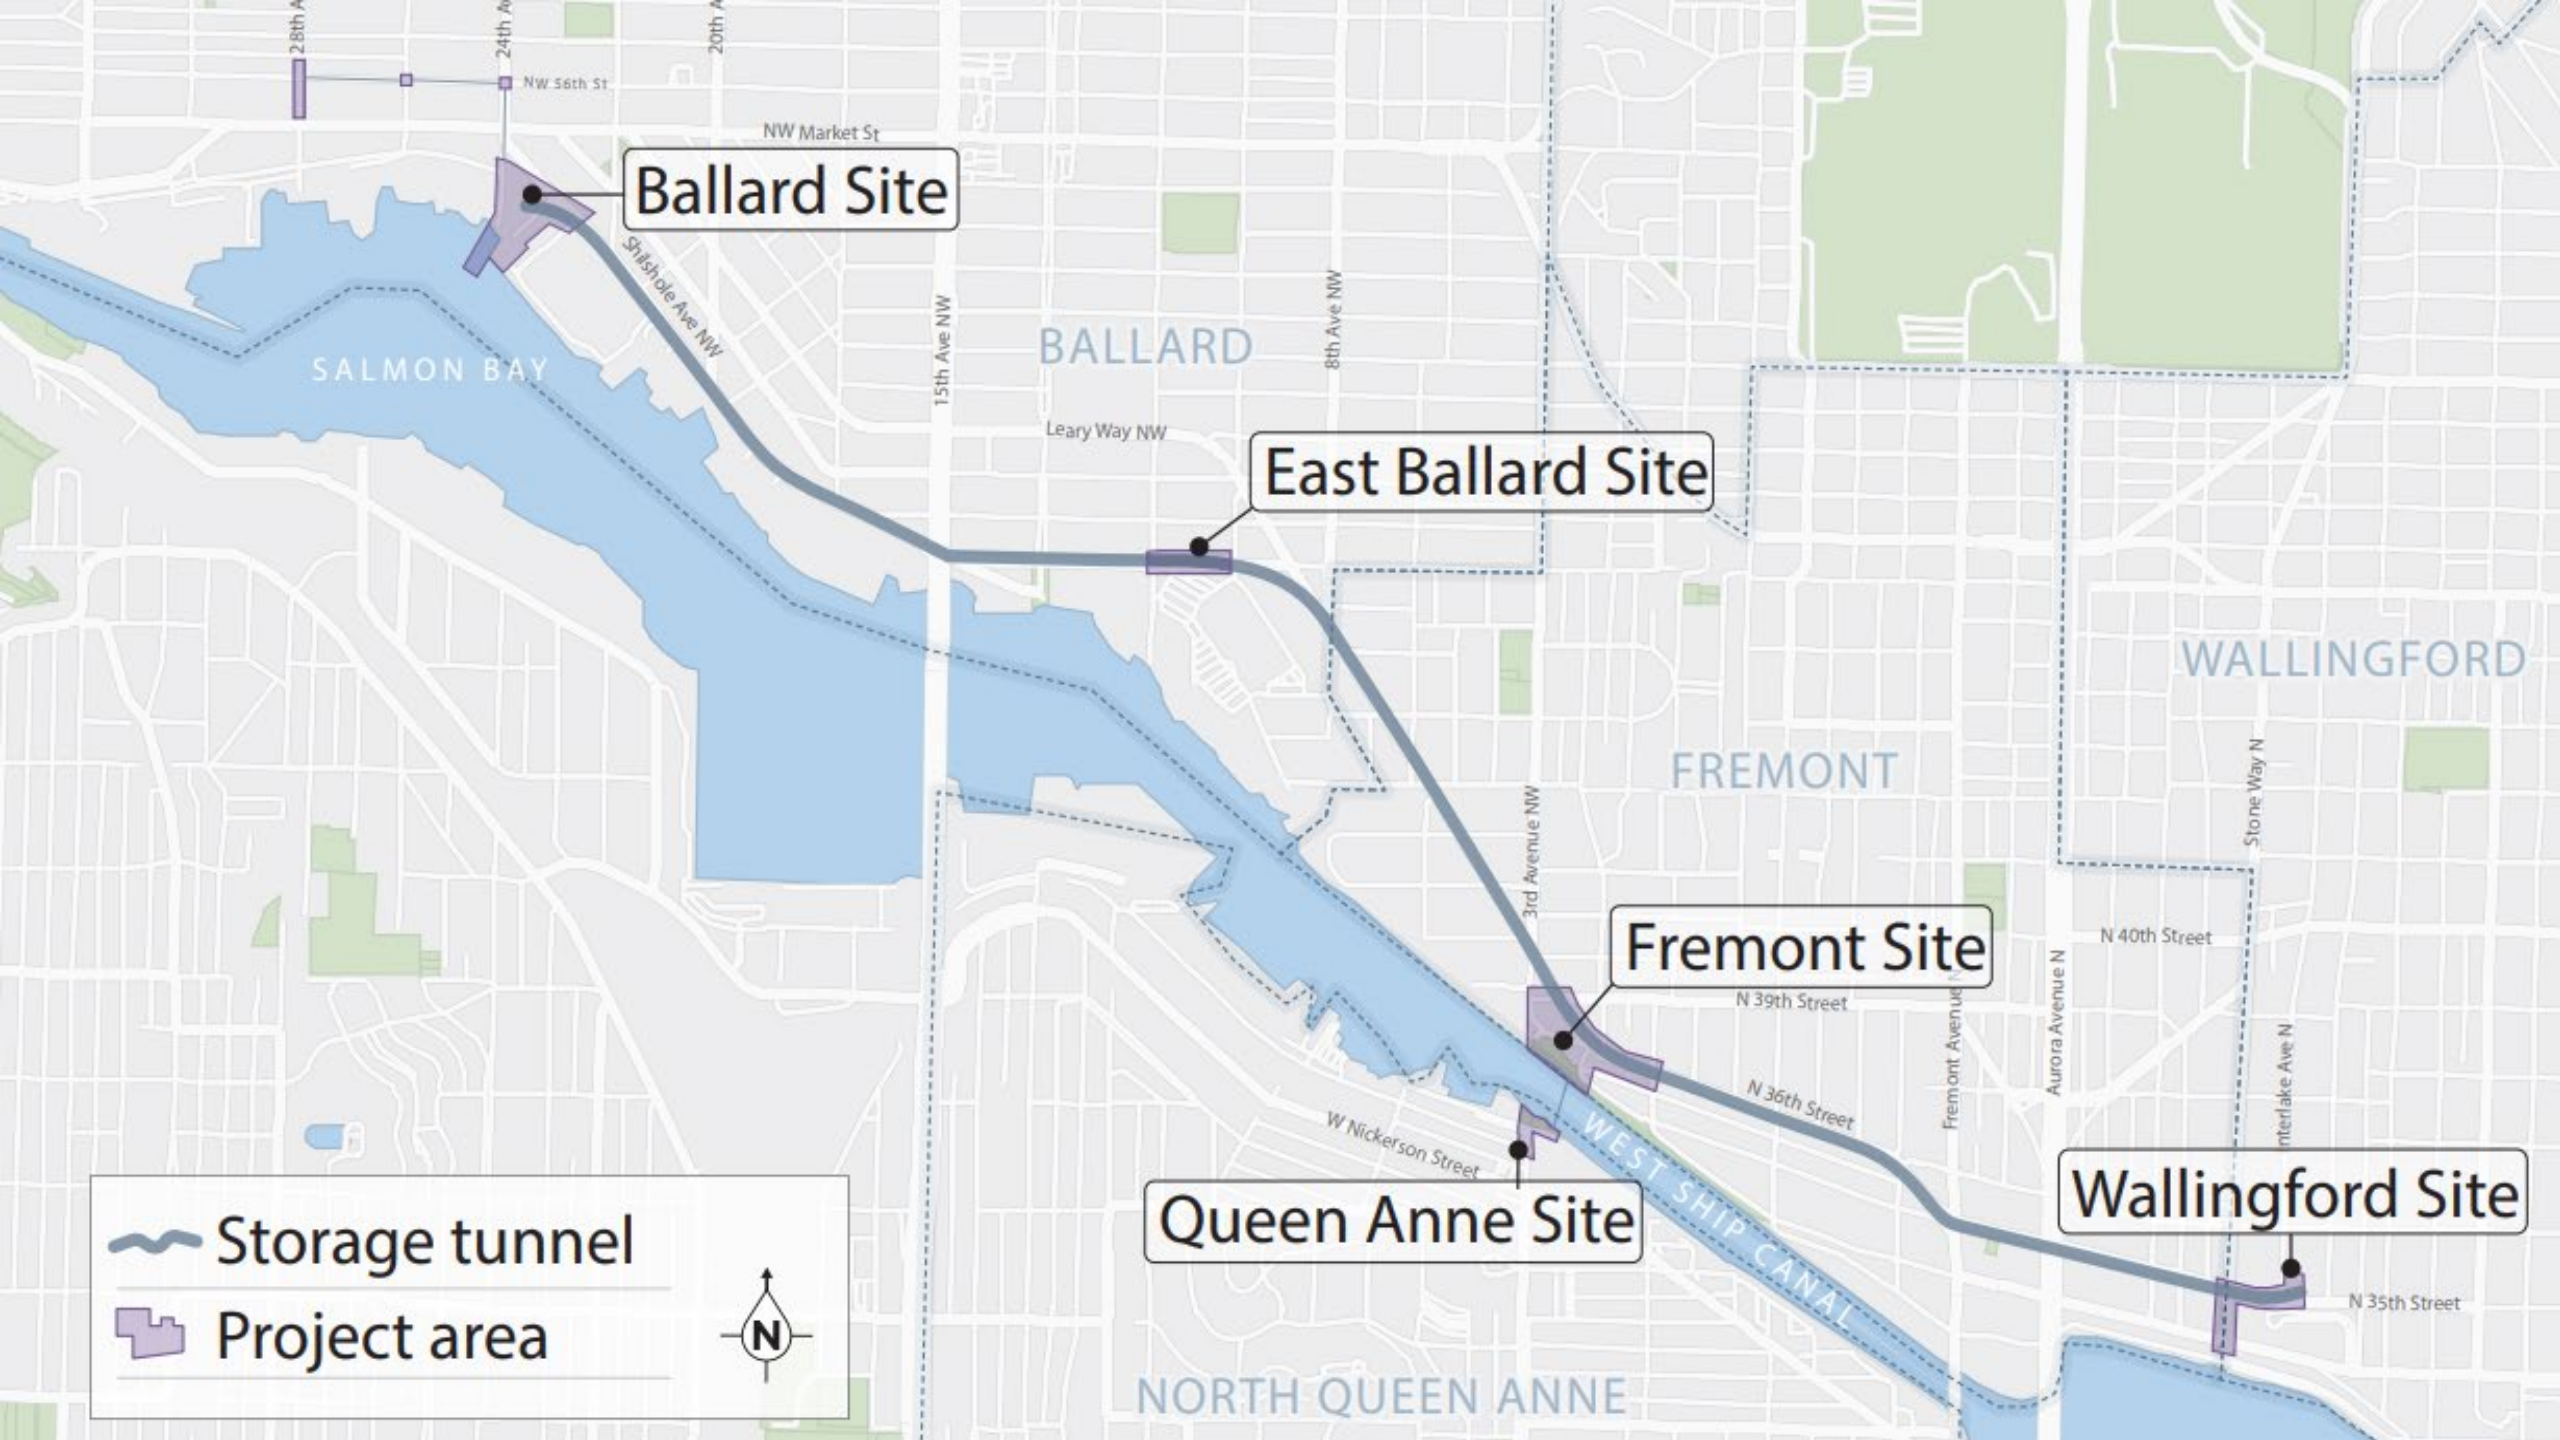 28th A
24th A
20th A
NW 56th St
NW Market St
Ballard Site
Shilshole Ave NW
15th Ave NW
BALLARD
8th Ave NW
SALMON BAY
Leary Way NW
East Ballard Site
WALLINGFORD
FREMONT
Stone Way N
3rd Avenue NW
Fremont Site
N 40th Street
N 39th Street
Fremont Avenue N
Aurora Avenue N
nterlake Ave N
N 36th Street
W Nickerson Street
WEST SHIP CANAL
Queen Anne Site
Wallingford Site
N 35th Street
NORTH QUEEN ANNE
Storage tunnel
Project area
N